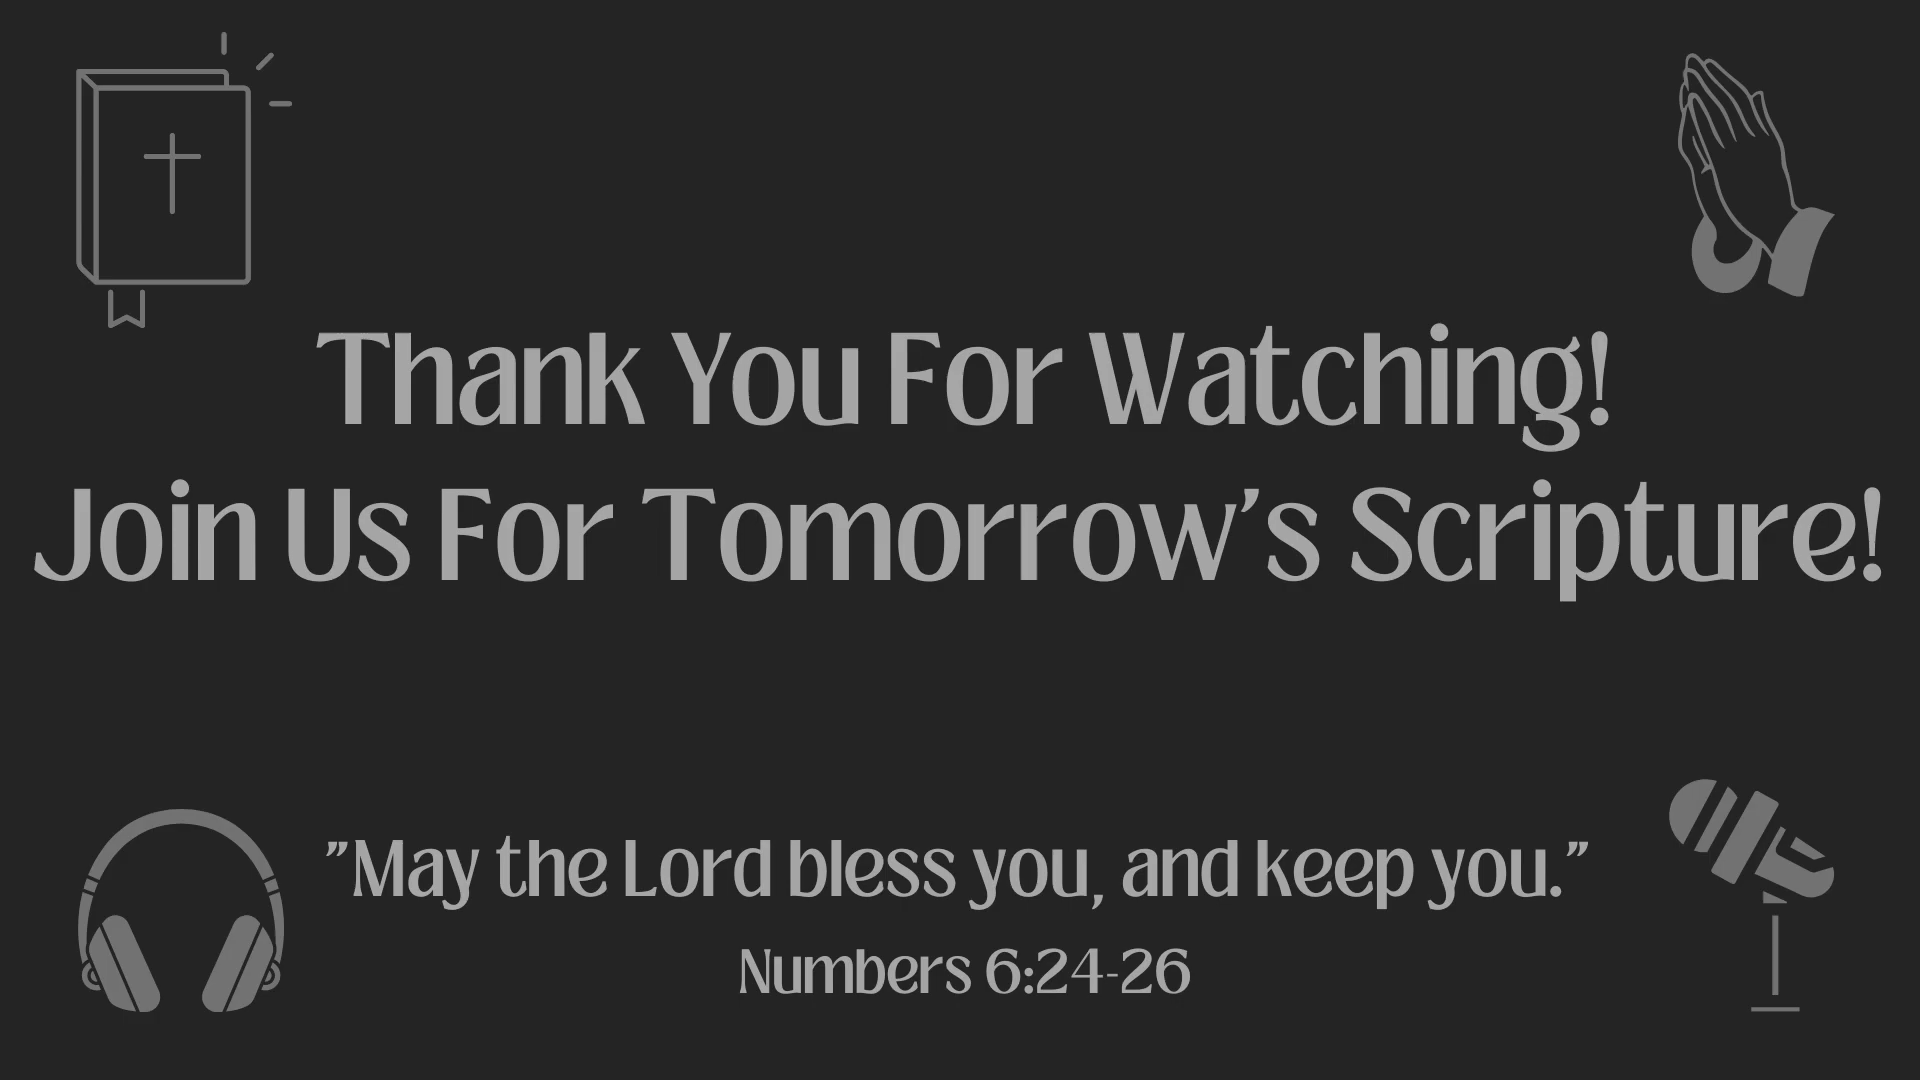 Thank You For Watching!
Join Us For Tomorrow’s Scripture!
”May the Lord bless you, and keep you.”
Numbers 6:24-26